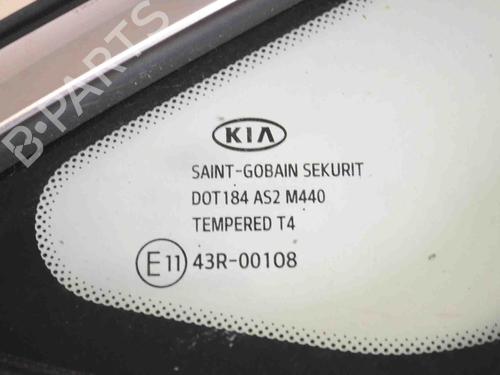 B-PARTS
KIA
SAINT-GOBAIN SEKURIT
DOT184 AS2 M440
TEMPERED T4
E11 43R-00108